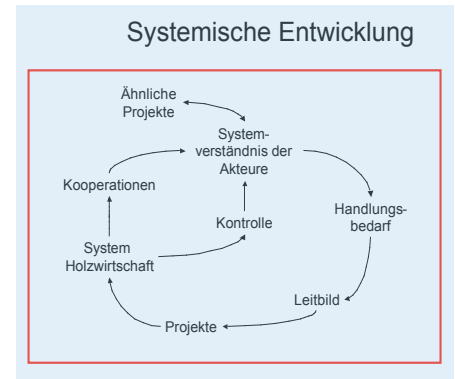 Systemische Entwicklung
Ähnliche
Projekte
System-
verständnis der
Akteure
Kooperationen
Handlungs-
bedarf
Kontrolle
System
Holzwirtschaft
Leitbild
Projekte